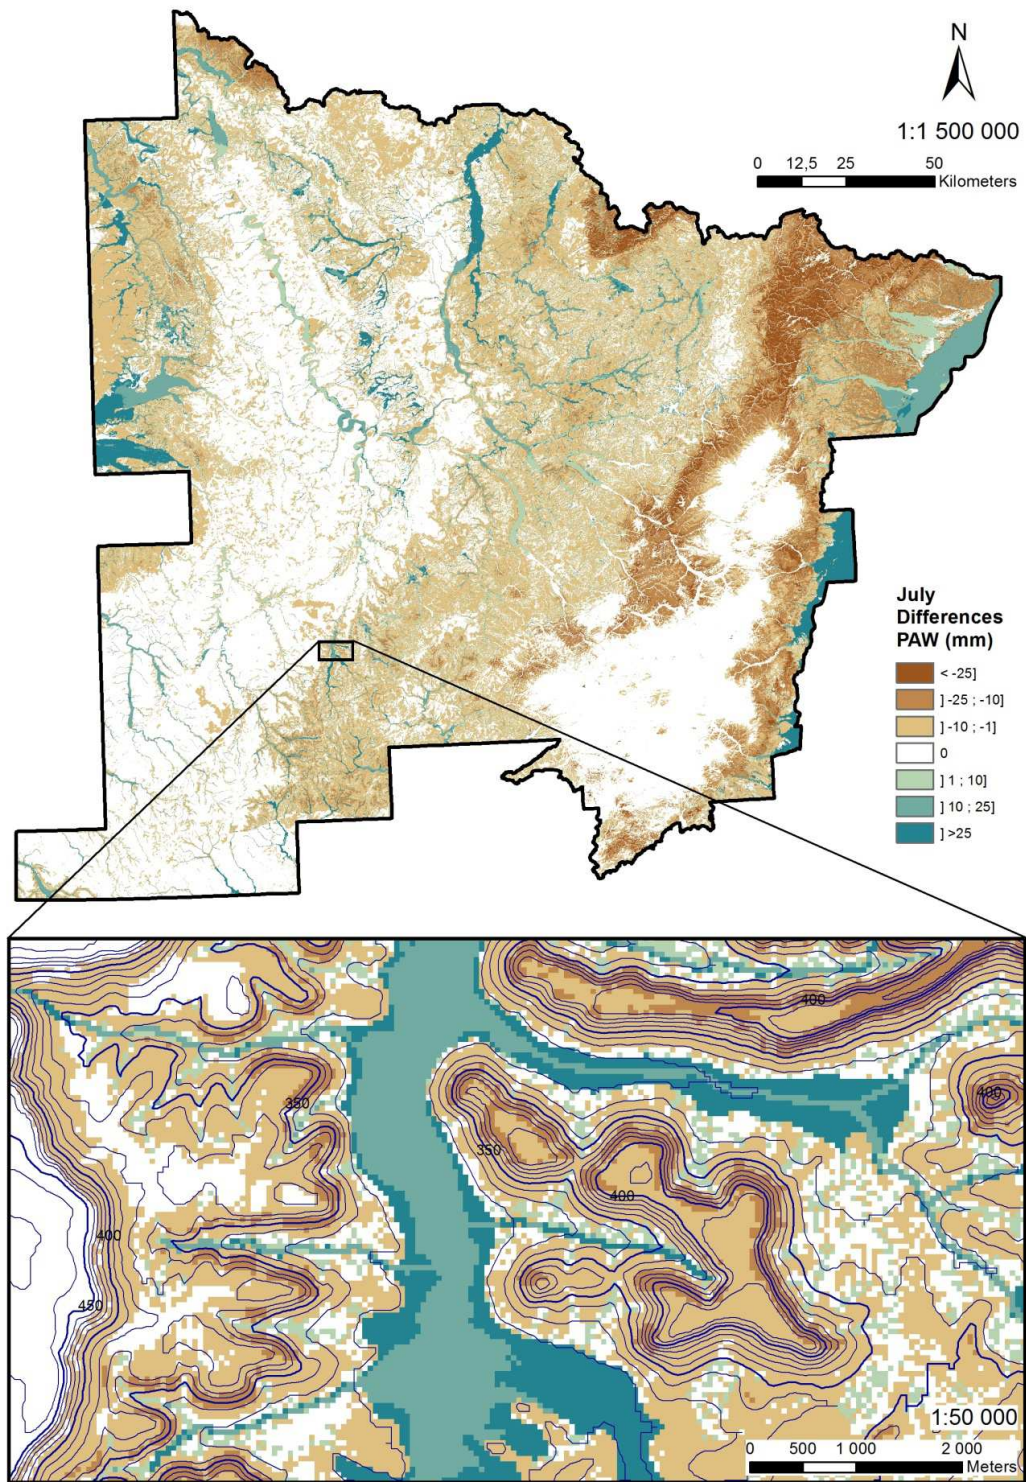 N
1:1 500 000
0 12,5 25 50
Kilometers
July
Differences
PAW (mm)
< -25]
] -25 ; -10]
] -10 ; -1]
0
] 1 ; 10]
] 10 ; 25]
] >25
400
400
350
350
400
400
450
1:50 000
0 500 1 000 2 000
Meters